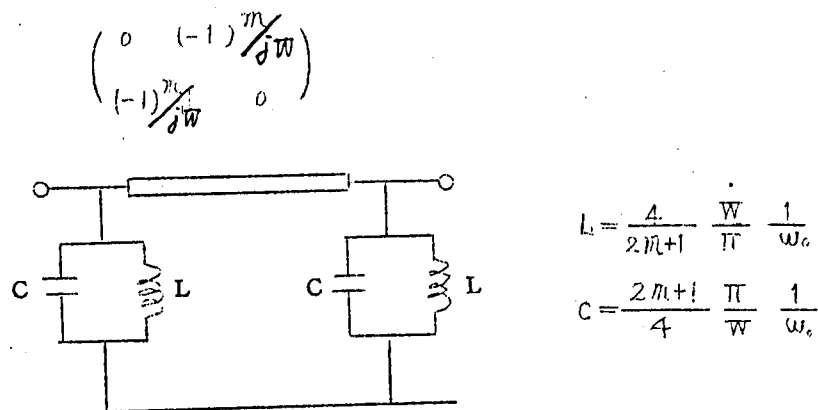 ( 0 (-1)^m/jW )
( (-1)^m/jW 0 )
C L C L
L = 4/(2m+1) W/π 1/ω₀
C = (2m+1)/4 π/W 1/ω₀